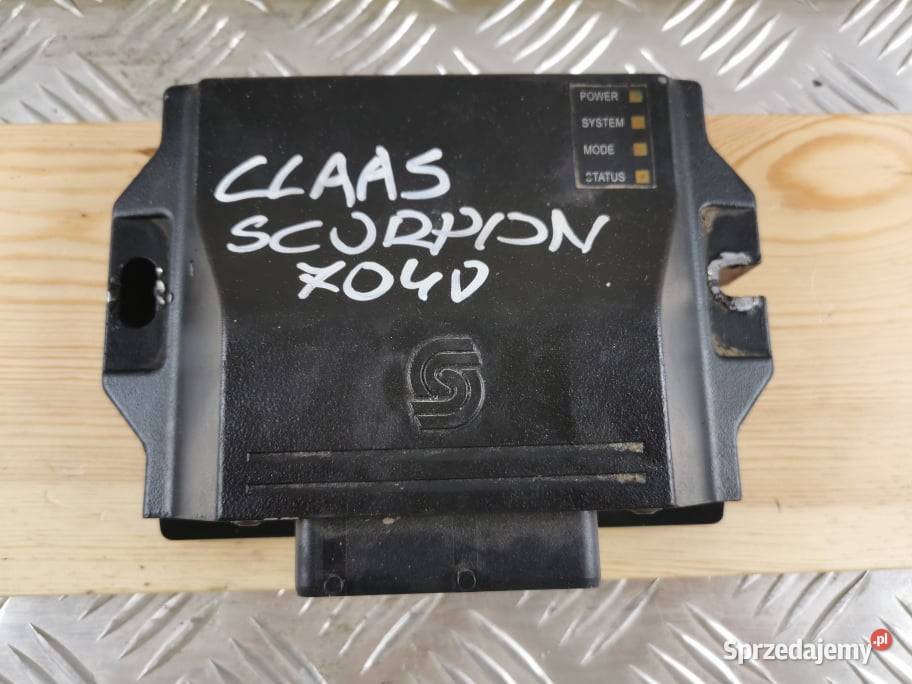 POWER
SYSTEM
MODE
STATUS
CLAAS
SCORPION
7040
Sprzedajemy.pl